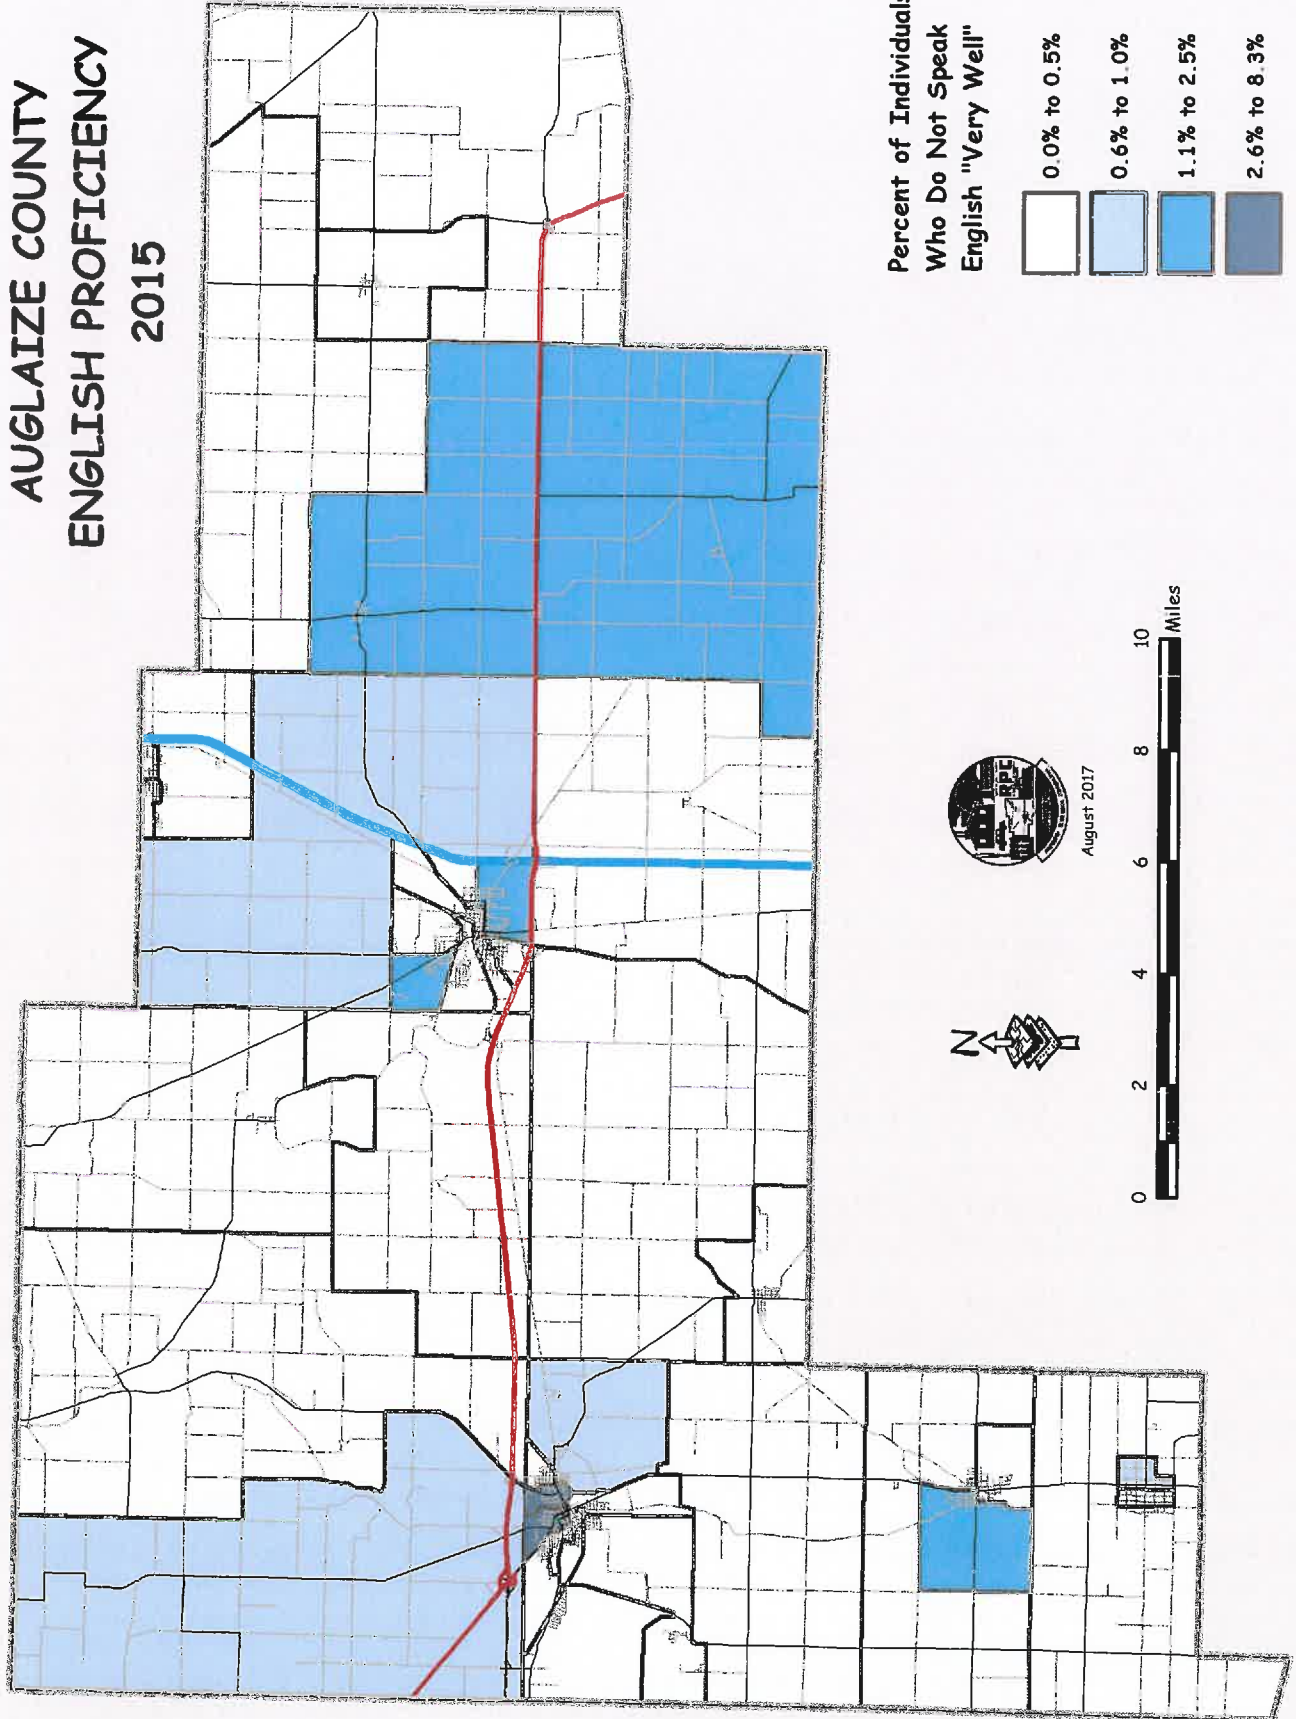 AUGLAIZE COUNTY
ENGLISH PROFICIENCY
2015
Percent of Individuals
Who Do Not Speak
English "Very Well"
0.0% to 0.5%
0.6% to 1.0%
1.1% to 2.5%
2.6% to 8.3%
N
RPC
August 2017
0 2 4 6 8 10
Miles